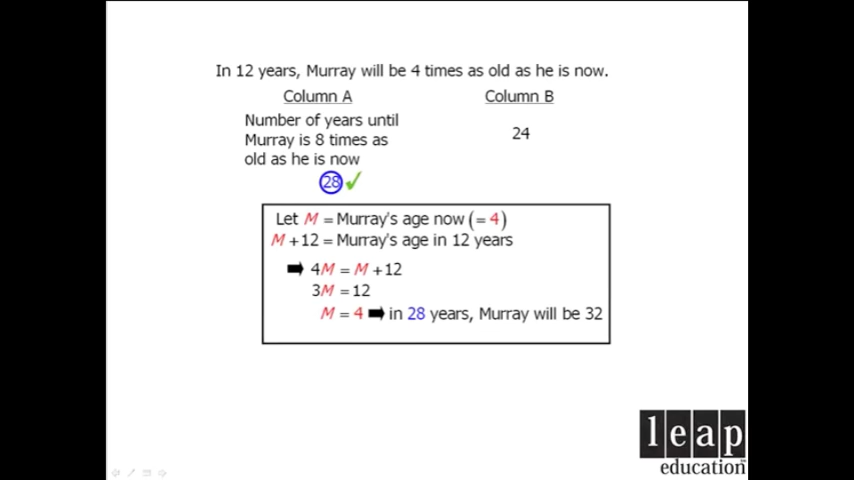 In 12 years, Murray will be 4 times as old as he is now.
Column A Column B
Number of years until
Murray is 8 times as
old as he is now
24
28✓
Let M = Murray's age now (= 4)
M + 12 = Murray's age in 12 years
➡ 4M = M + 12
3M = 12
M = 4 ➡ in 28 years, Murray will be 32
leap
education™